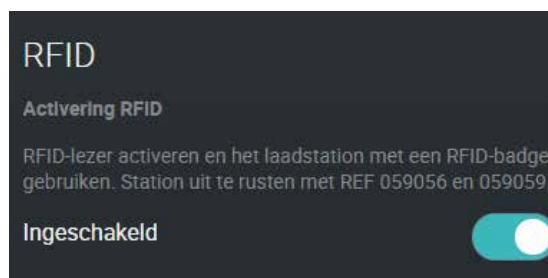 RFID
Activering RFID
RFID-lezer activeren en het laadstation met een RFID-badge
gebruiken. Station uit te rusten met REF 059056 en 059059
Ingeschakeld